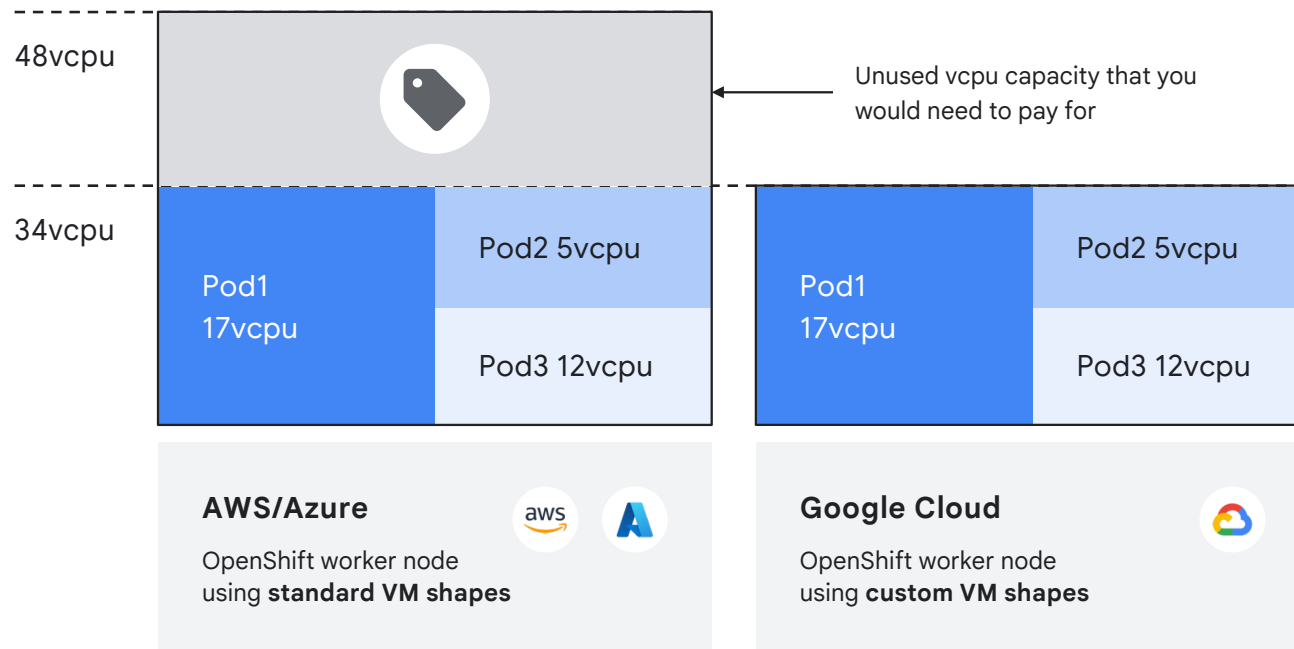 48vcpu
Unused vcpu capacity that you
would need to pay for
34vcpu
Pod1
17vcpu
Pod2 5vcpu
Pod3 12vcpu
Pod1
17vcpu
Pod2 5vcpu
Pod3 12vcpu
AWS/Azure
aws
OpenShift worker node
using standard VM shapes
Google Cloud
OpenShift worker node
using custom VM shapes